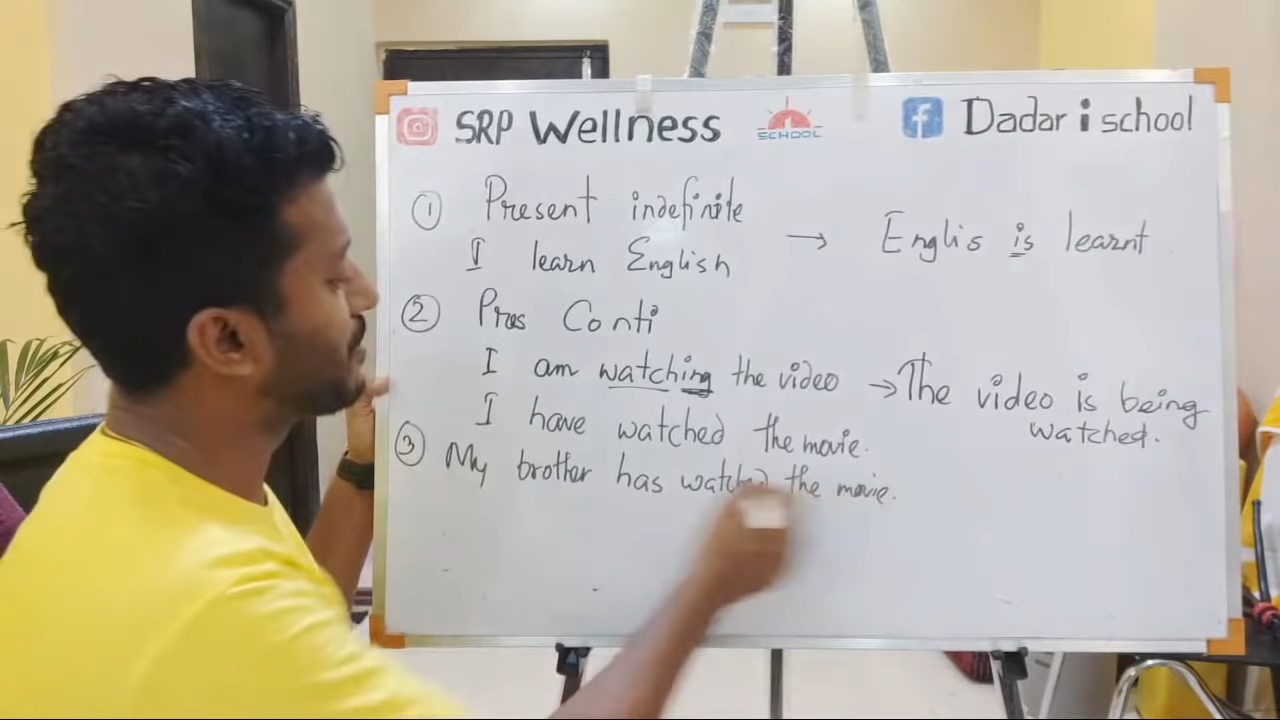 SRP Wellness SCHOOL Dadar i school
① Present indefinite
I learn English → Englis is learnt
② Pres Conti
I am watching the video → The video is being watched.
I have watched the movie.
③ My brother has watched the movie.